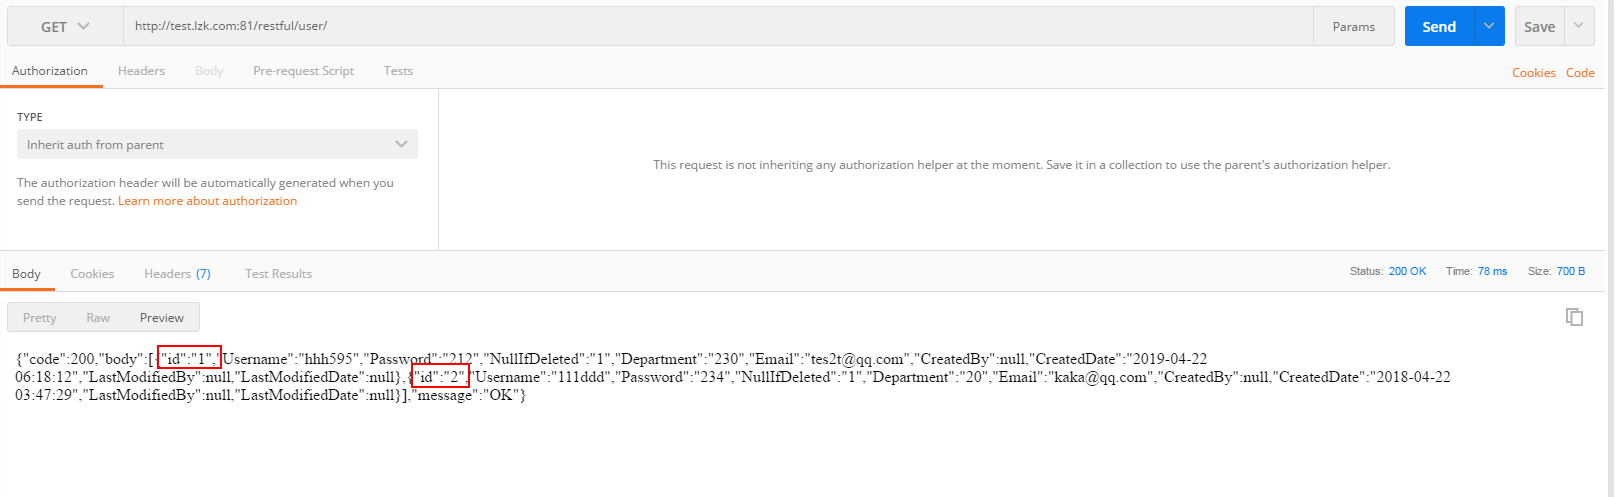 GET
http://test.lzk.com:81/restful/user/
Params
Send
Save
Authorization Headers Body Pre-request Script Tests
Cookies Code
TYPE
Inherit auth from parent
The authorization header will be automatically generated when you
send the request. Learn more about authorization
This request is not inheriting any authorization helper at the moment. Save it in a collection to use the parent's authorization helper.
Body Cookies Headers (7) Test Results
Status: 200 OK Time: 78 ms Size: 700 B
Pretty Raw Preview
{"code":200,"body":[{"id":"1","Username":"hhh595","Password":"212","NullIfDeleted":"1","Department":"230","Email":"tes2t@qq.com","CreatedBy":null,"CreatedDate":"2019-04-22
06:18:12","LastModifiedBy":null,"LastModifiedDate":null},{"id":"2","Username":"111ddd","Password":"234","NullIfDeleted":"1","Department":"20","Email":"kaka@qq.com","CreatedBy":null,"CreatedDate":"2018-04-22
03:47:29","LastModifiedBy":null,"LastModifiedDate":null}],"message":"OK"}